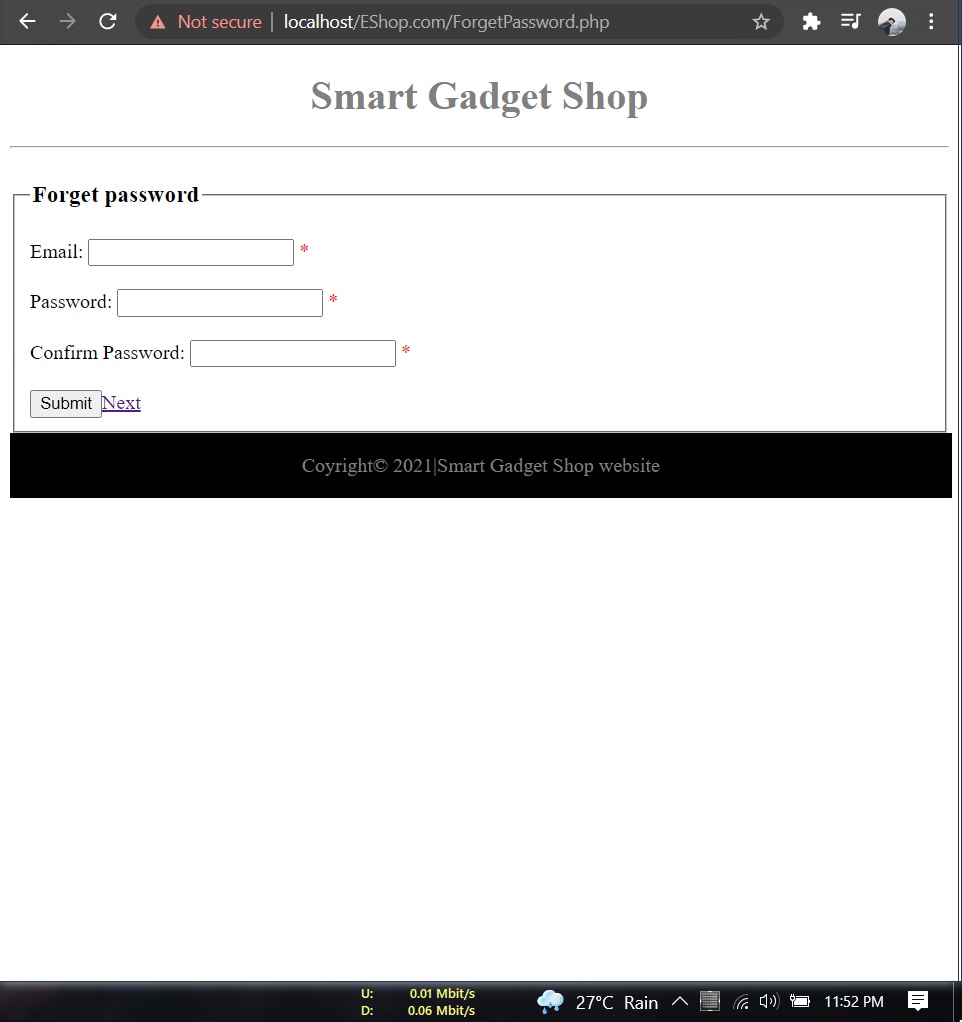 Not secure | localhost/EShop.com/ForgetPassword.php
Smart Gadget Shop
Forget password
Email: *
Password: *
Confirm Password: *
Submit Next
Coyright© 2021|Smart Gadget Shop website
U: 0.01 Mbit/s
D: 0.06 Mbit/s
27°C Rain 11:52 PM